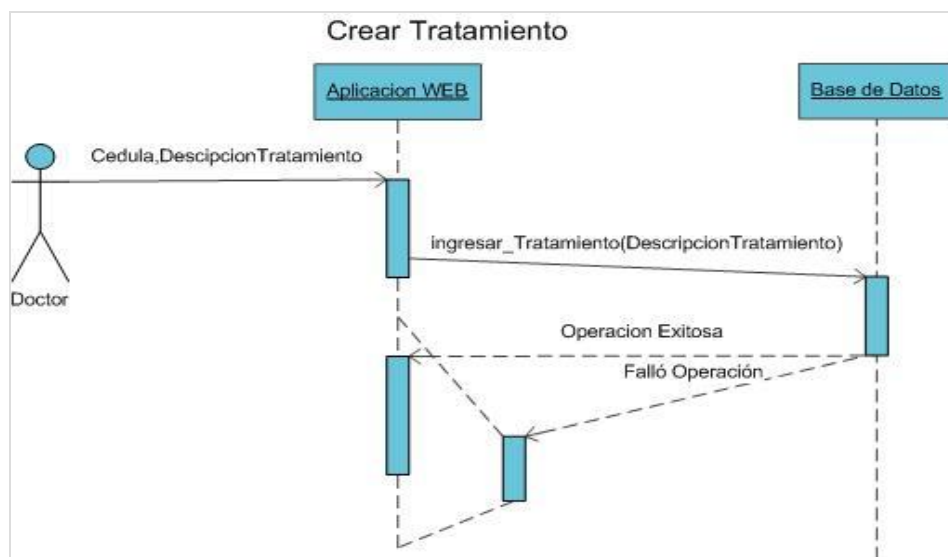 Crear Tratamiento
Aplicacion WEB
Base de Datos
Cedula,DescipcionTratamiento
ingresar_Tratamiento(DescripcionTratamiento)
Doctor
Operacion Exitosa
Falló Operación